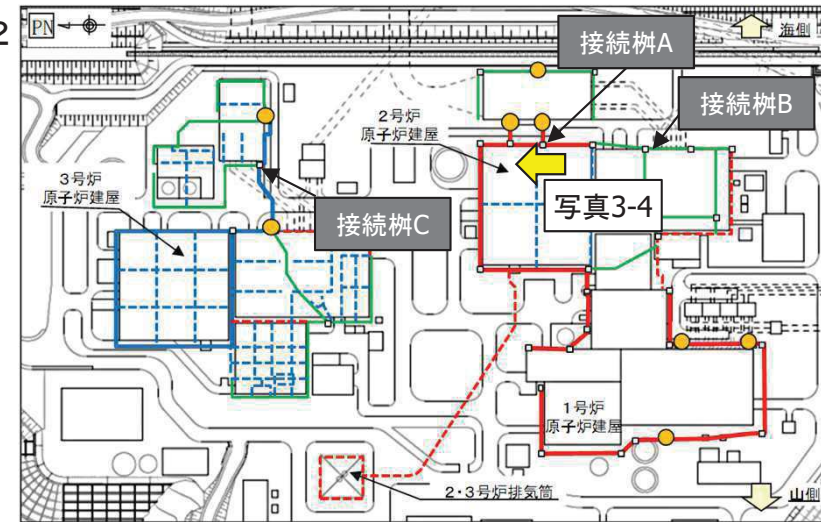 2
PN
海側
接続桝A
2号炉
原子炉建屋
接続桝B
3号炉
原子炉建屋
写真3-4
接続桝C
1号炉
原子炉建屋
2・3号炉排気筒
山側